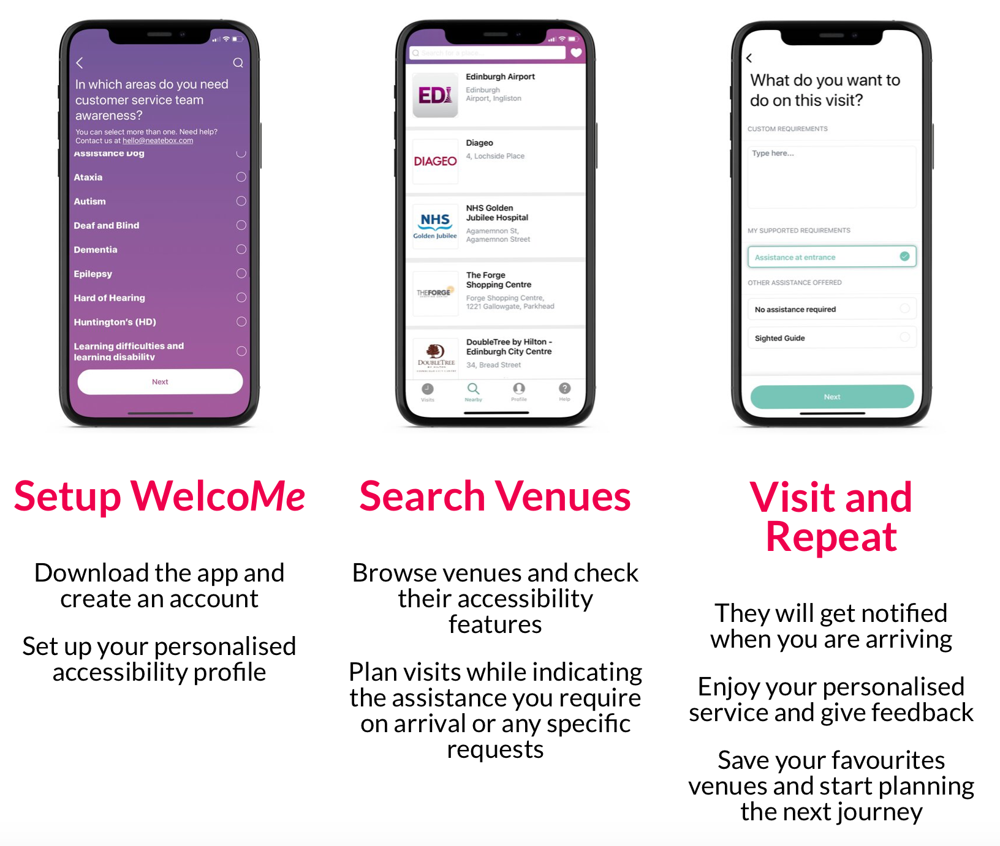 In which areas do you need
customer service team
awareness?
You can select more than one. Need help?
Contact us at hello@neatebox.com
Assistance Dog
Ataxia
Autism
Deaf and Blind
Dementia
Epilepsy
Hard of Hearing
Huntington's (HD)
Learning difficulties and
learning disability
Next
Search for a place...
EDI
Edinburgh Airport
Edinburgh
Airport, Ingliston
DIAGEO
Diageo
4, Lochside Place
NHS
Golden Jubilee
NHS Golden
Jubilee Hospital
Agamemnon St,
Agamemnon Street
THE FORGE
SHOPPING CENTRE
The Forge
Shopping Centre
Forge Shopping Centre,
1221 Gallowgate, Parkhead
DOUBLETREE
BY HILTON
EDINBURGH CITY CENTRE
DoubleTree by Hilton -
Edinburgh City Centre
34, Bread Street
Visits
Nearby
Profile
Help
What do you want to
do on this visit?
CUSTOM REQUIREMENTS
Type here...
MY SUPPORTED REQUIREMENTS
Assistance at entrance
OTHER ASSISTANCE OFFERED
No assistance required
Sighted Guide
Next
Setup WelcoMe
Download the app and
create an account
Set up your personalised
accessibility profile
Search Venues
Browse venues and check
their accessibility
features
Plan visits while indicating
the assistance you require
on arrival or any specific
requests
Visit and
Repeat
They will get notified
when you are arriving
Enjoy your personalised
service and give feedback
Save your favourites
venues and start planning
the next journey